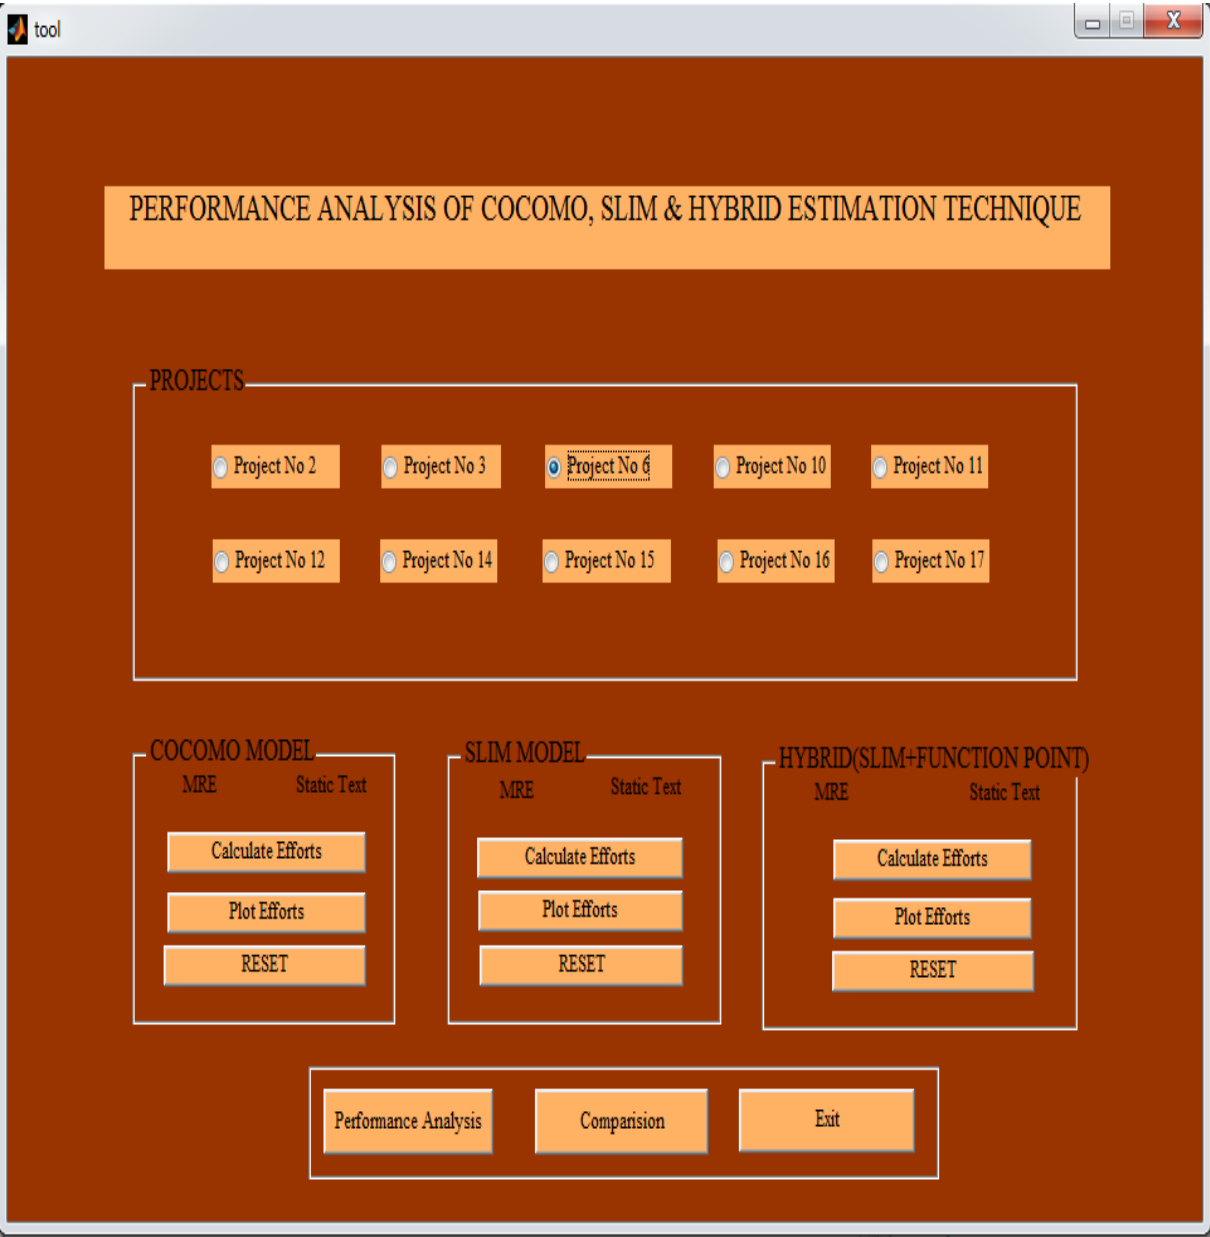 tool
PERFORMANCE ANALYSIS OF COCOMO, SLIM & HYBRID ESTIMATION TECHNIQUE
PROJECTS
Project No 2
Project No 3
Project No 6
Project No 10
Project No 11
Project No 12
Project No 14
Project No 15
Project No 16
Project No 17
COCOMO MODEL
MRE Static Text
Calculate Efforts
Plot Efforts
RESET
SLIM MODEL
MRE Static Text
Calculate Efforts
Plot Efforts
RESET
HYBRID(SLIM+FUNCTION POINT)
MRE Static Text
Calculate Efforts
Plot Efforts
RESET
Performance Analysis
Comparision
Exit